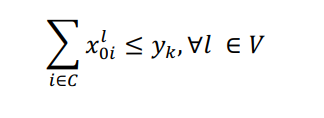 ∑_{i∈C} x_{0i}^{l} ≤ y_k, ∀l ∈ V